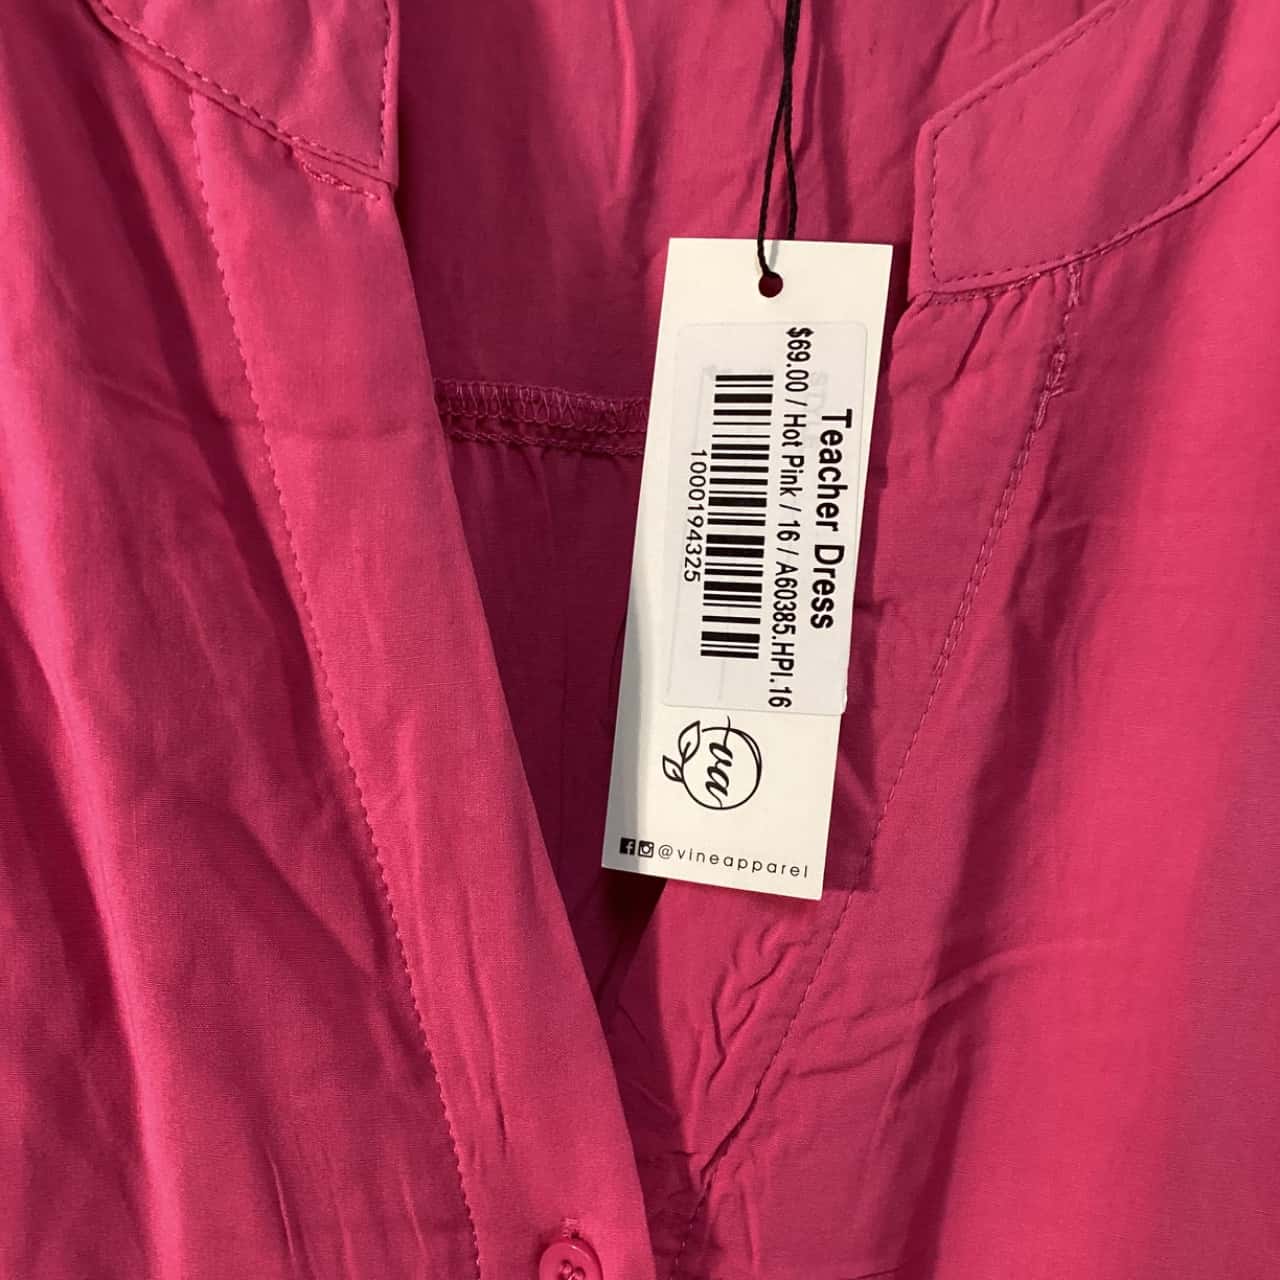 Teacher Dress
$69.00 / Hot Pink / 16 / A60385.HPI.16
1000194325
va
@vineapparel